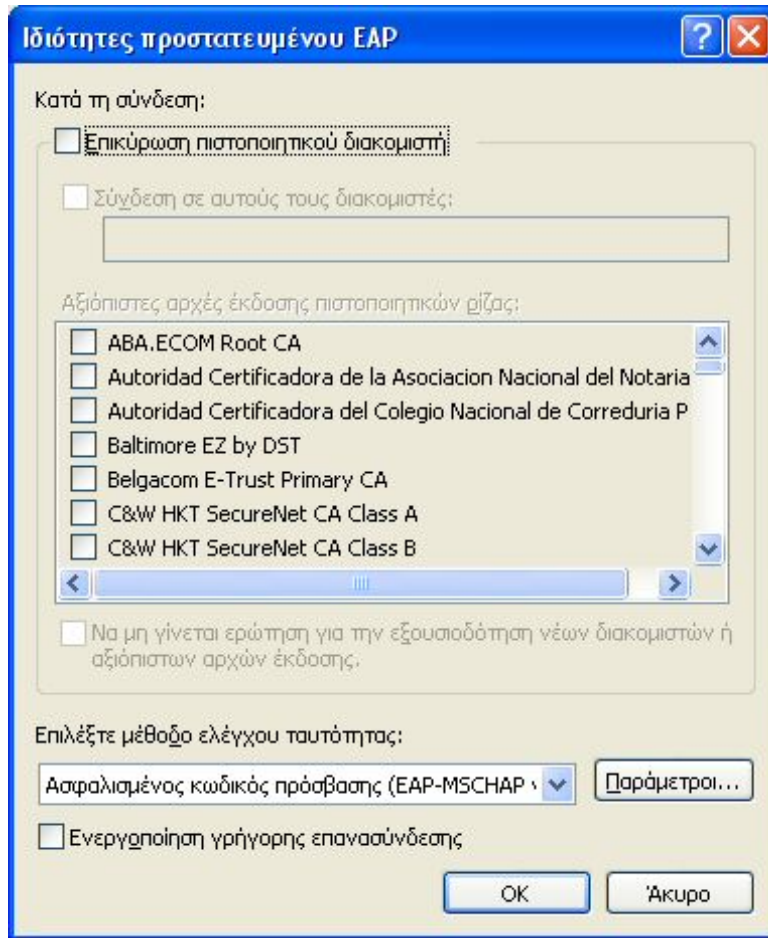 Ιδιότητες προστατευμένου EAP
Κατά τη σύνδεση:
Επικύρωση πιστοποιητικού διακομιστή
Σύνδεση σε αυτούς τους διακομιστές:
Αξιόπιστες αρχές έκδοσης πιστοποιητικών ρίζας:
ABA.ECOM Root CA
Autoridad Certificadora de la Asociacion Nacional del Notaria
Autoridad Certificadora del Colegio Nacional de Correduria P
Baltimore EZ by DST
Belgacom E-Trust Primary CA
C&W HKT SecureNet CA Class A
C&W HKT SecureNet CA Class B
Να μη γίνεται ερώτηση για την εξουσιοδότηση νέων διακομιστών ή
αξιόπιστων αρχών έκδοσης.
Επιλέξτε μέθοδο ελέγχου ταυτότητας:
Ασφαλισμένος κωδικός πρόσβασης (EAP-MSCHAP v
Παράμετροι...
Ενεργοποίηση γρήγορης επανασύνδεσης
OK
Άκυρο